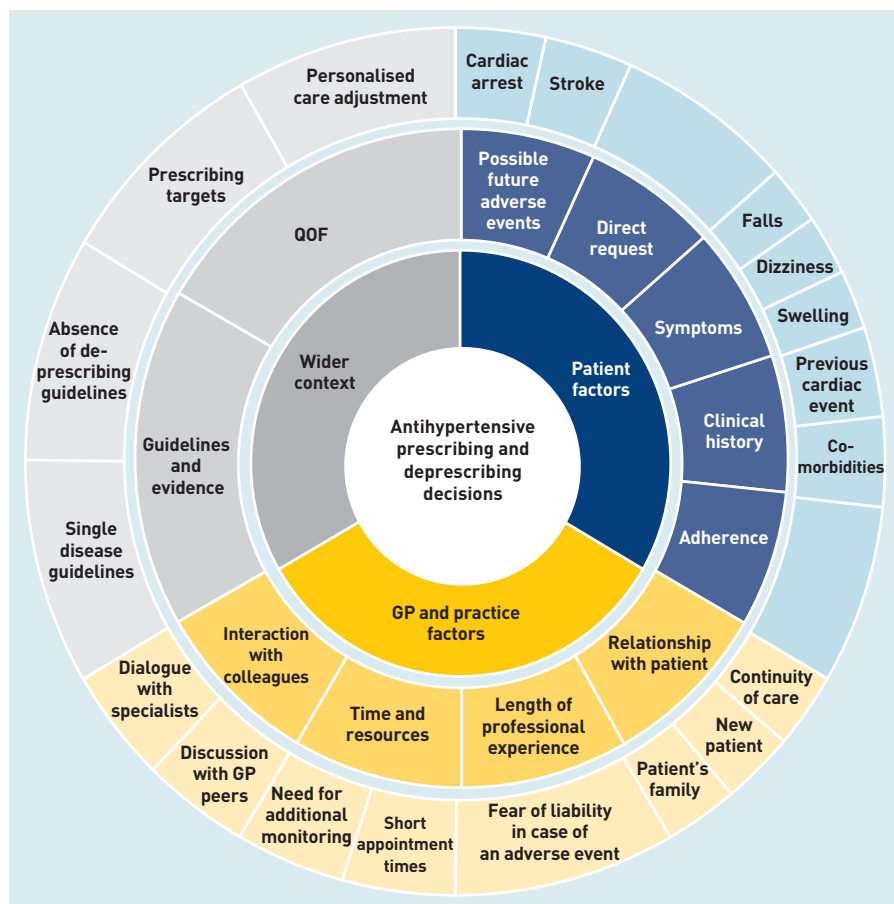 Antihypertensive
prescribing and
deprescribing
decisions
Patient
factors
Possible
future
adverse
events
Cardiac
arrest
Stroke
Direct
request
Symptoms
Falls
Dizziness
Swelling
Clinical
history
Previous
cardiac
event
Co-
morbidities
Adherence
GP and practice
factors
Relationship
with patient
Continuity
of care
New
patient
Patient’s
family
Length of
professional
experience
Fear of liability
in case of
an adverse event
Time and
resources
Short
appointment
times
Need for
additional
monitoring
Interaction
with
colleagues
Discussion
with GP
peers
Dialogue
with
specialists
Wider
context
Guidelines
and
evidence
Single
disease
guidelines
Absence
of de-
prescribing
guidelines
QOF
Prescribing
targets
Personalised
care adjustment